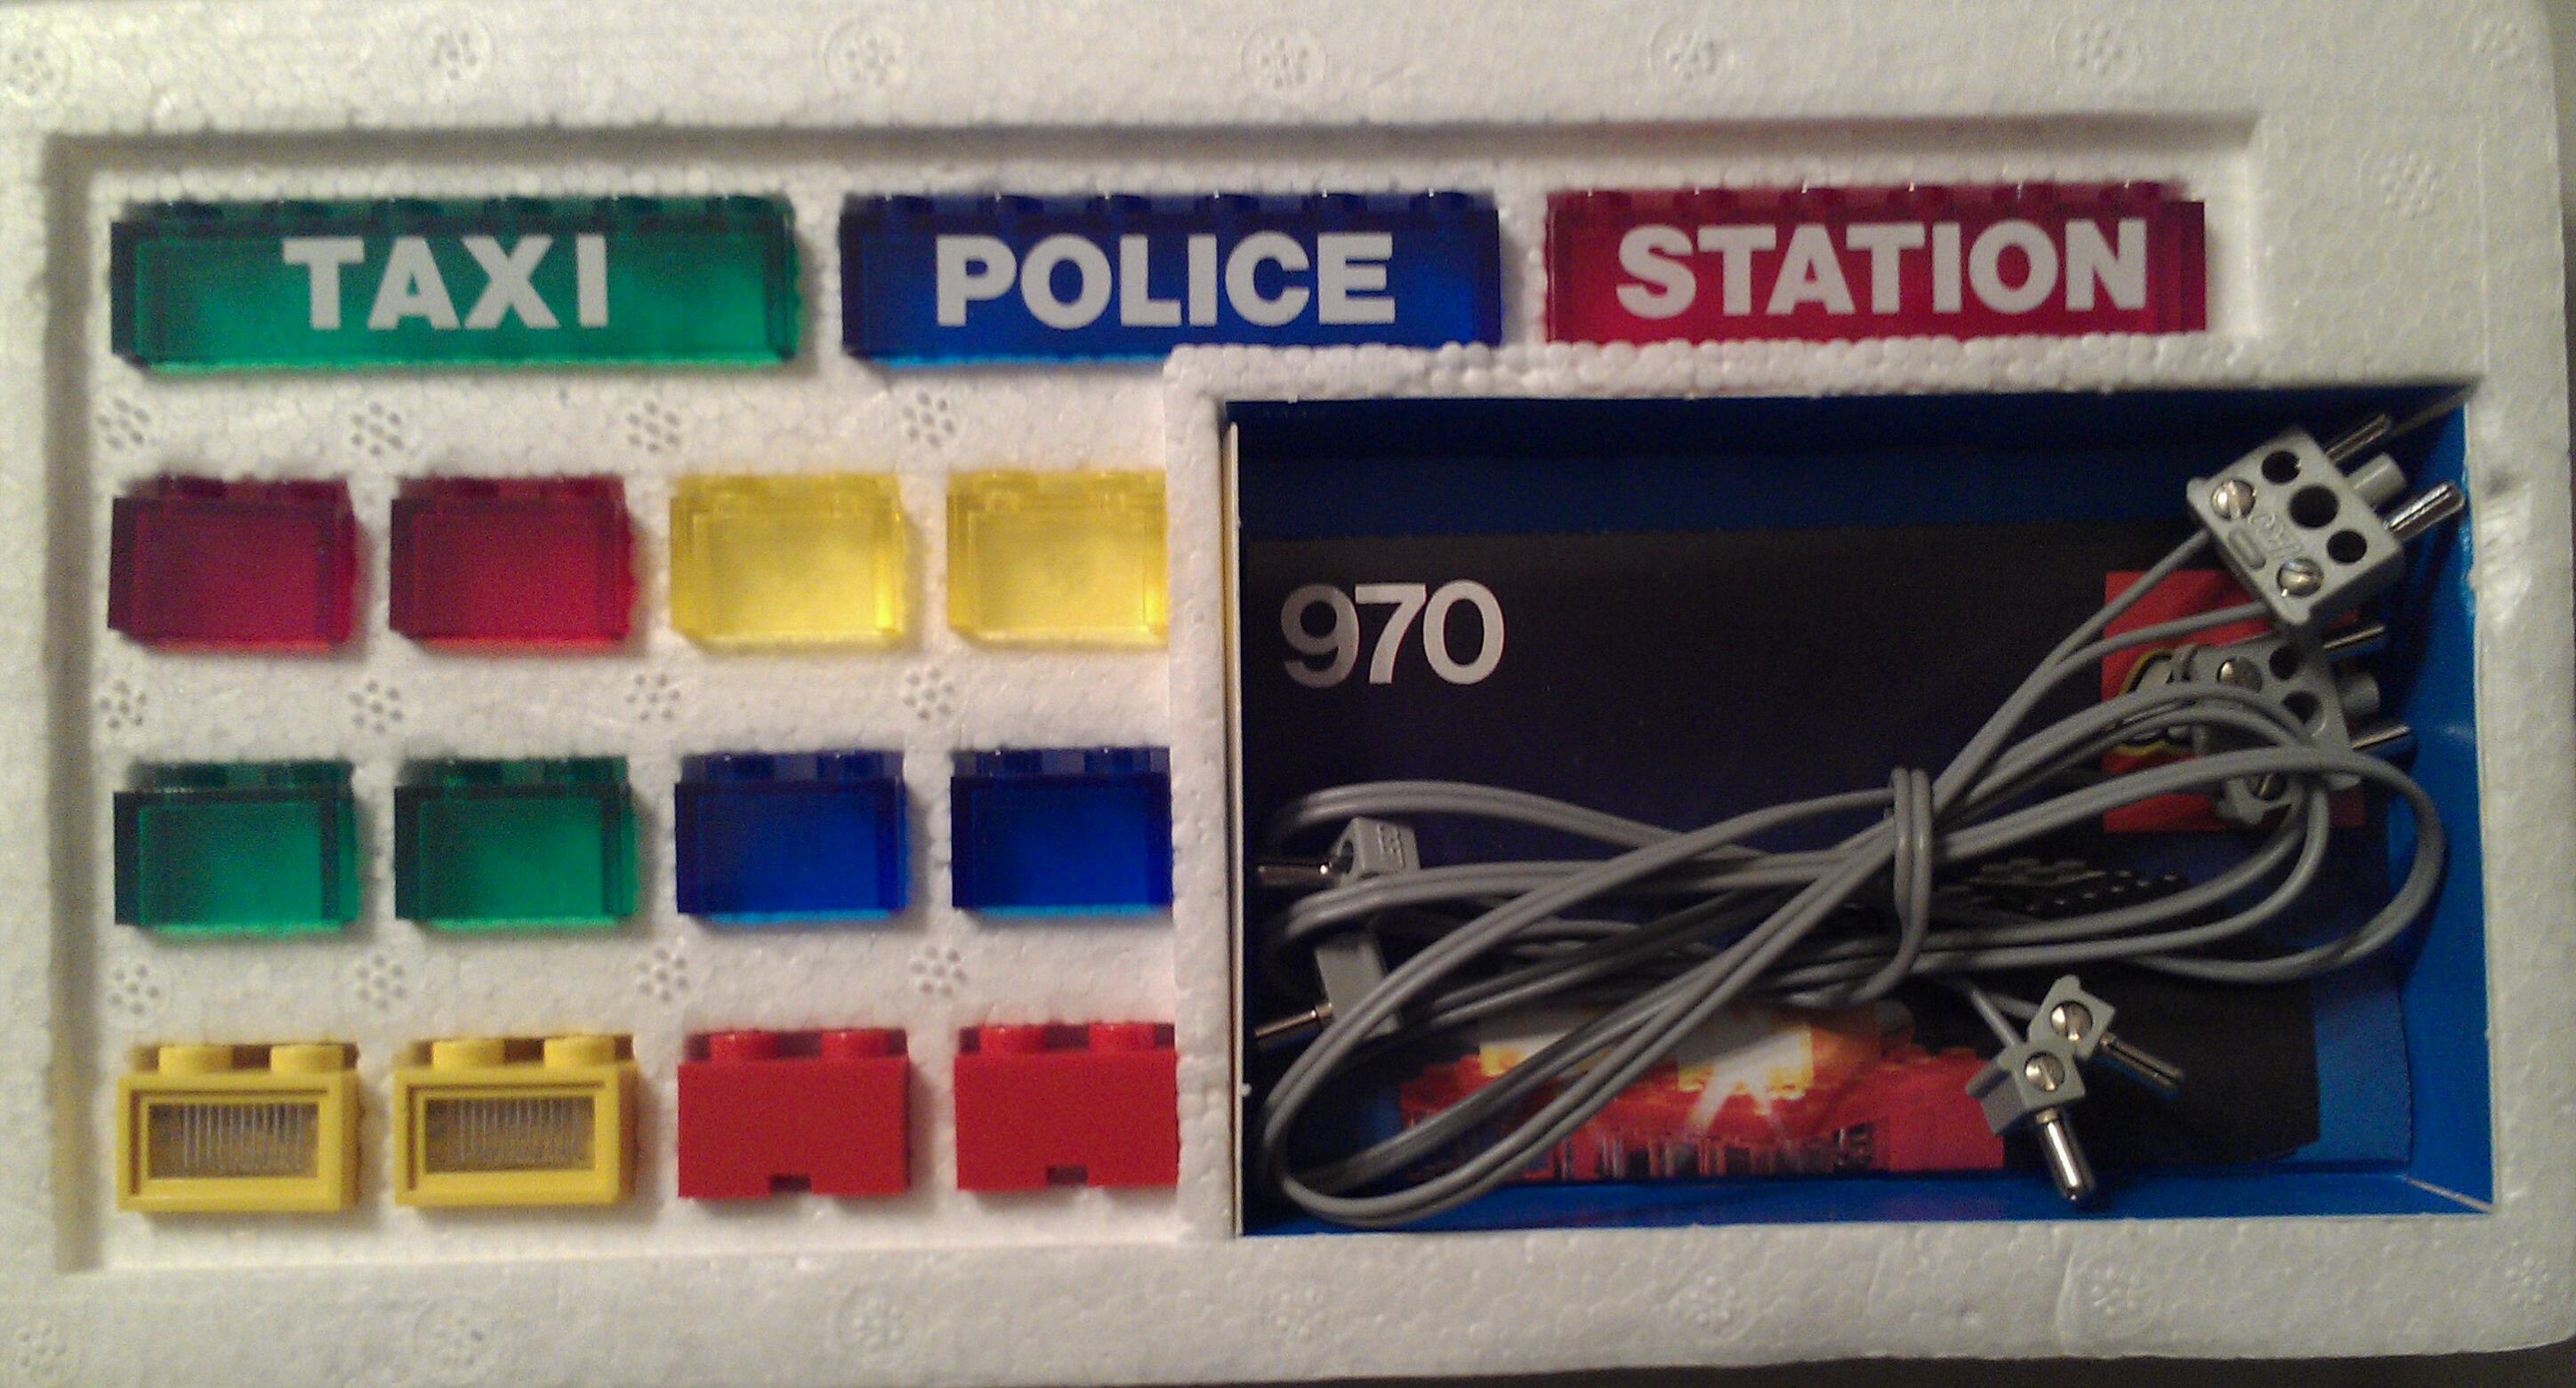 TAXI POLICE STATION
970